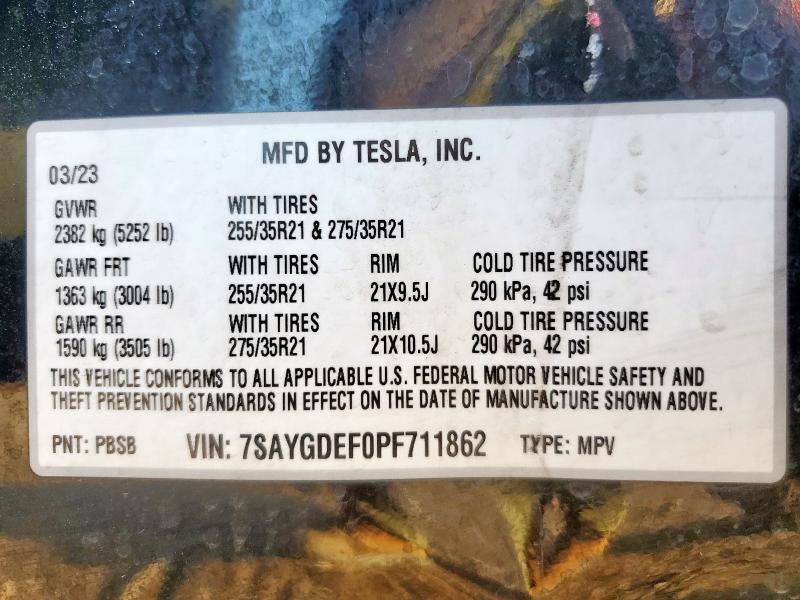 MFD BY TESLA, INC.
03/23
GVWR WITH TIRES
2382 kg (5252 lb) 255/35R21 & 275/35R21
GAWR FRT WITH TIRES RIM COLD TIRE PRESSURE
1363 kg (3004 lb) 255/35R21 21X9.5J 290 kPa, 42 psi
GAWR RR WITH TIRES RIM COLD TIRE PRESSURE
1590 kg (3505 lb) 275/35R21 21X10.5J 290 kPa, 42 psi
THIS VEHICLE CONFORMS TO ALL APPLICABLE U.S. FEDERAL MOTOR VEHICLE SAFETY AND
THEFT PREVENTION STANDARDS IN EFFECT ON THE DATE OF MANUFACTURE SHOWN ABOVE.
PNT: PBSB VIN: 7SAYGDEF0PF711862 TYPE: MPV